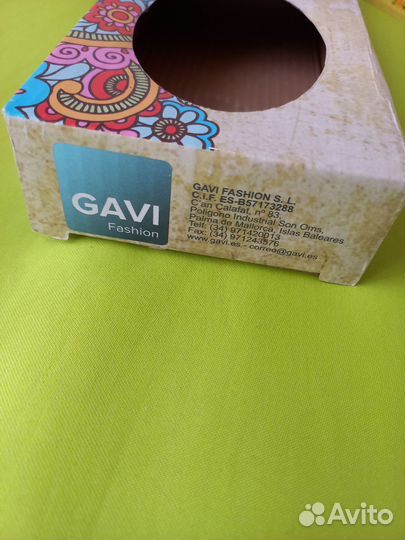 GAVI
Fashion
GAVI FASHION S. L.
C.I.F. ES-B57173288
C'an Calafat, nº 83,
Polígono Industrial Son Oms,
Palma de Mallorca, Islas Baleares
Telf: (34) 971420013
Fax: (34) 971243576
www.gavi.es - correo@gavi.es
Avito